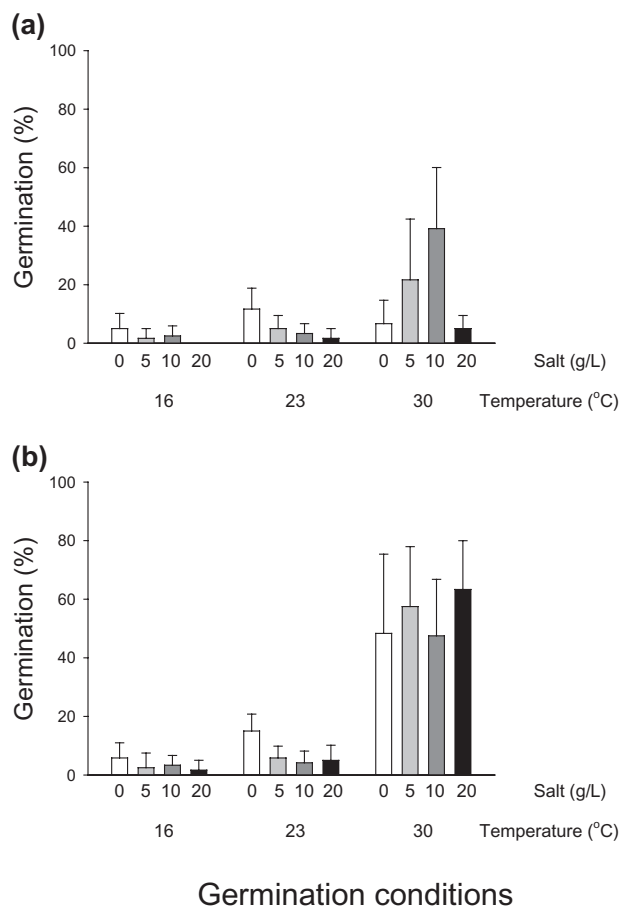 (a)
Germination (%)
100
80
60
40
20
0
0 5 10 20 0 5 10 20 0 5 10 20 Salt (g/L)
16 23 30 Temperature (°C)
(b)
Germination (%)
100
80
60
40
20
0
0 5 10 20 0 5 10 20 0 5 10 20 Salt (g/L)
16 23 30 Temperature (°C)
Germination conditions